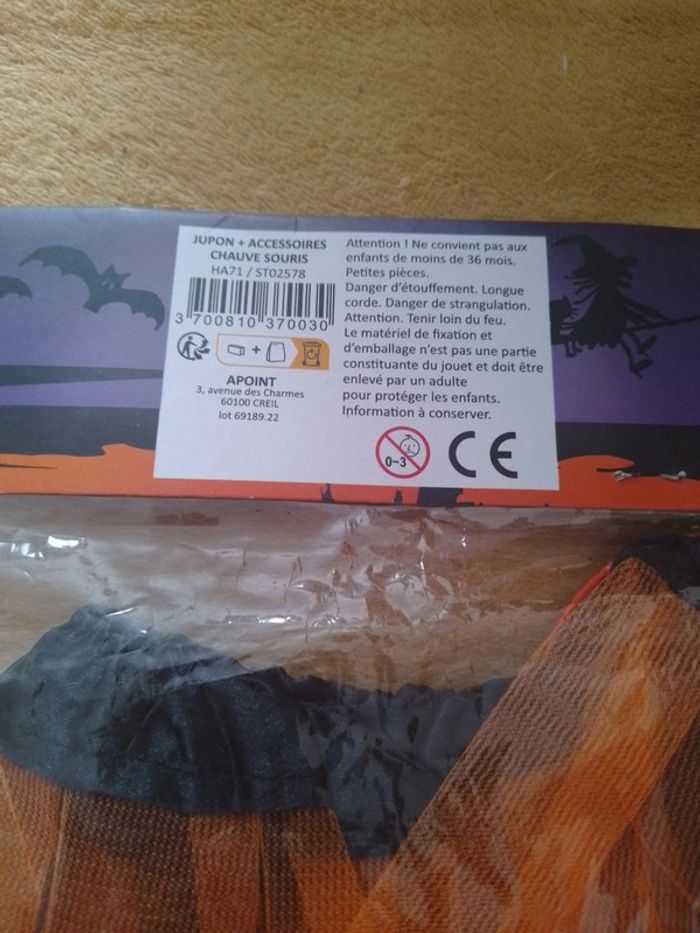 JUPON + ACCESSOIRES
CHAUVE SOURIS
HA71 / ST02578
3 700810 370030
APOINT
3, avenue des Charmes
60100 CREIL
lot 69189.22
Attention ! Ne convient pas aux
enfants de moins de 36 mois.
Petites pièces.
Danger d'étouffement. Longue
corde. Danger de strangulation.
Attention. Tenir loin du feu.
Le matériel de fixation et
d'emballage n'est pas une partie
constituante du jouet et doit être
enlevé par un adulte
pour protéger les enfants.
Information à conserver.
0-3
CE